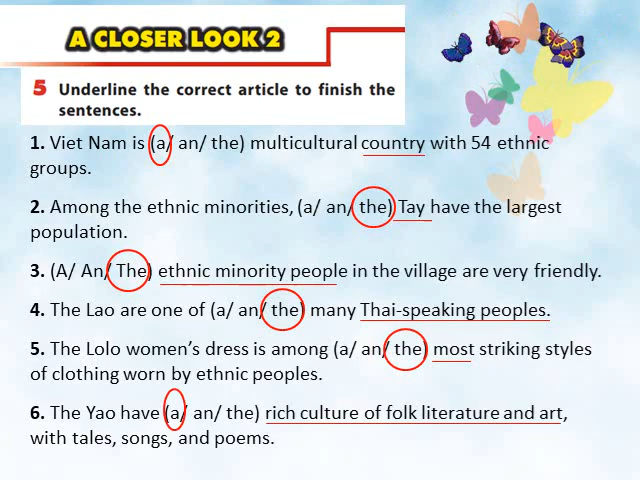 A CLOSER LOOK 2
5 Underline the correct article to finish the
sentences.
1. Viet Nam is (a/ an/ the) multicultural country with 54 ethnic
groups.
2. Among the ethnic minorities, (a/ an/ the) Tay have the largest
population.
3. (A/ An/ The) ethnic minority people in the village are very friendly.
4. The Lao are one of (a/ an/ the) many Thai-speaking peoples.
5. The Lolo women's dress is among (a/ an/ the) most striking styles
of clothing worn by ethnic peoples.
6. The Yao have (a/ an/ the) rich culture of folk literature and art,
with tales, songs, and poems.